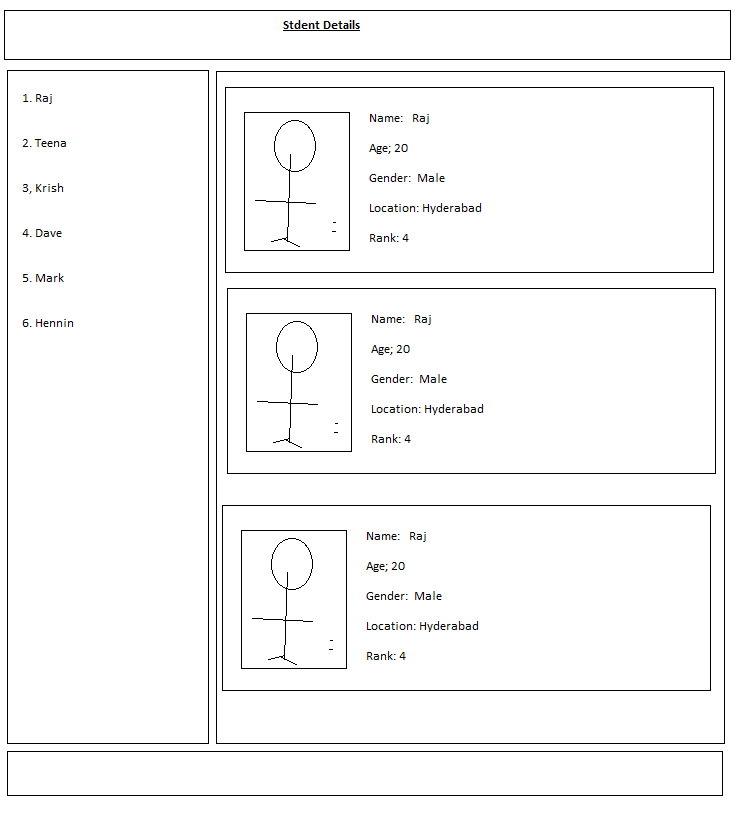 Stdent Details
1. Raj
2. Teena
3, Krish
4. Dave
5. Mark
6. Hennin
Name: Raj
Age; 20
Gender: Male
Location: Hyderabad
Rank: 4
Name: Raj
Age; 20
Gender: Male
Location: Hyderabad
Rank: 4
Name: Raj
Age; 20
Gender: Male
Location: Hyderabad
Rank: 4